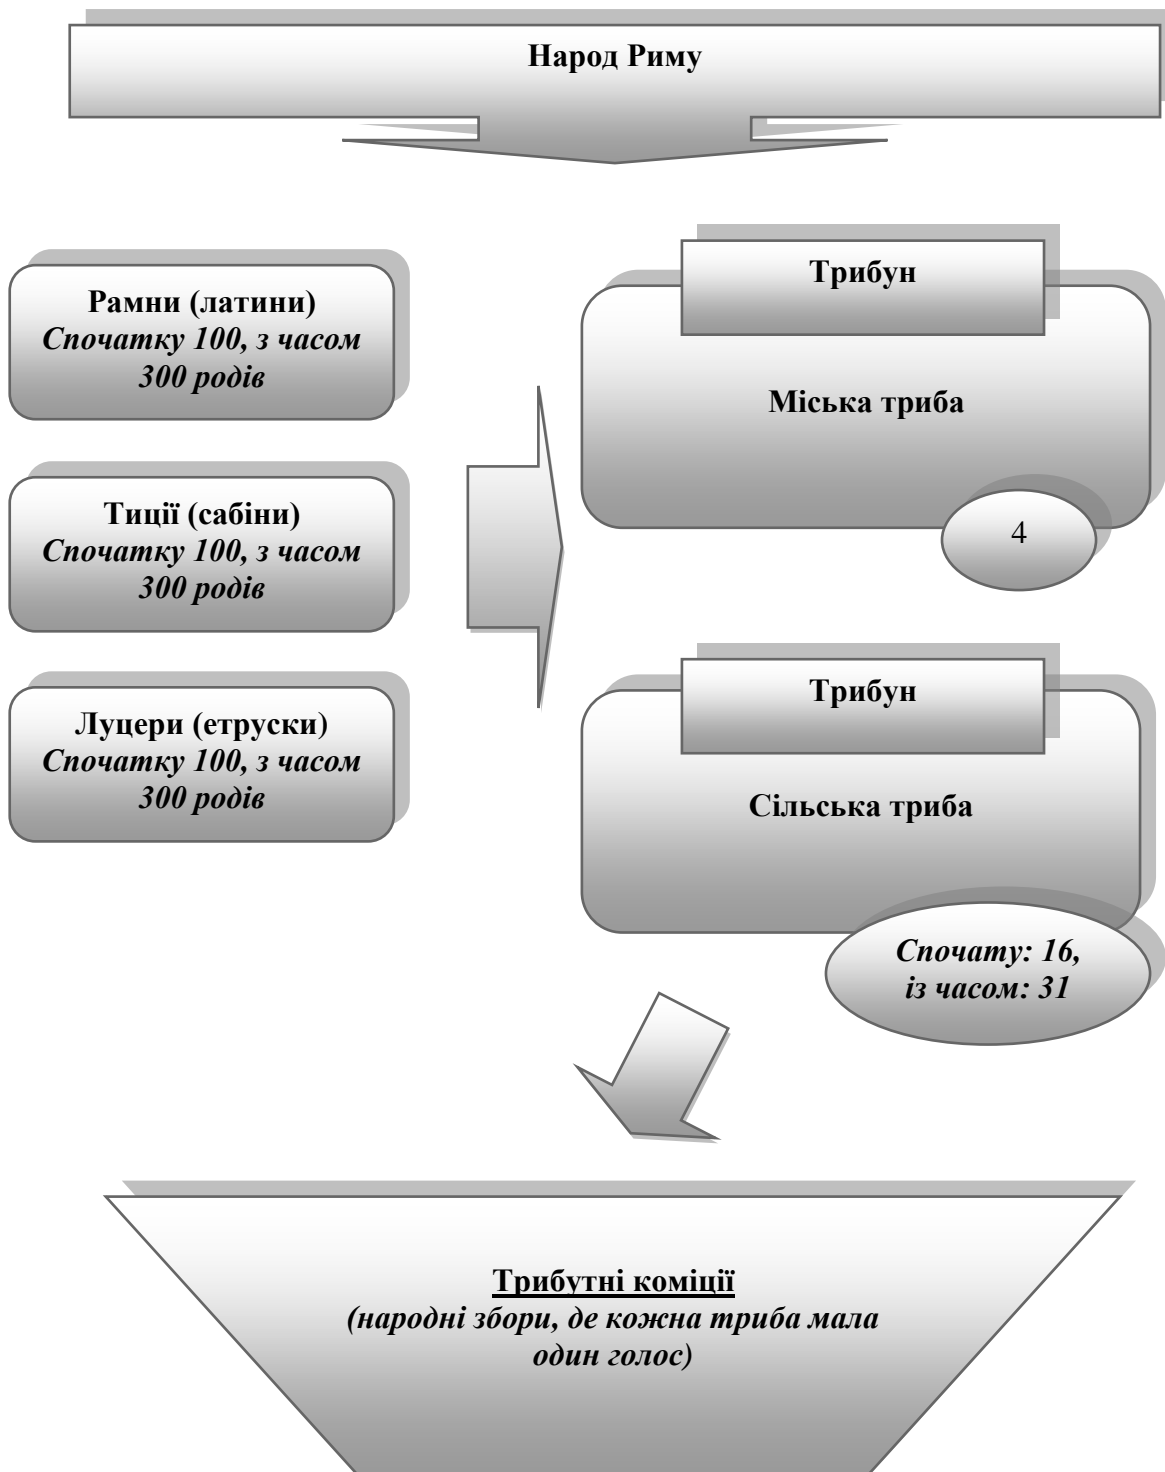 Народ Риму
Рамни (латини)
Спочатку 100, з часом
300 родів
Тиції (сабіни)
Спочатку 100, з часом
300 родів
Луцери (етруски)
Спочатку 100, з часом
300 родів
Трибун
Міська триба
4
Трибун
Сільська триба
Спочату: 16,
із часом: 31
Трибутні коміції
(народні збори, де кожна триба мала
один голос)